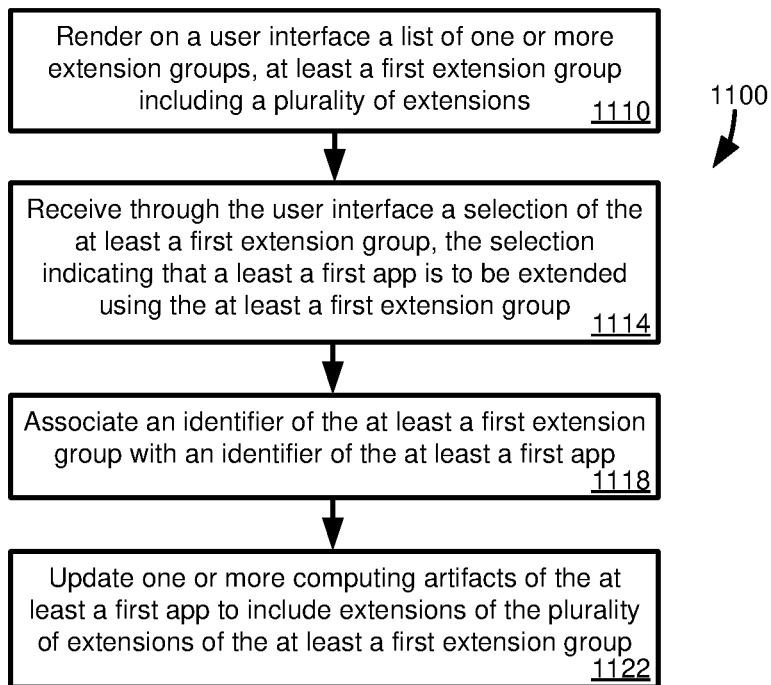 Render on a user interface a list of one or more
extension groups, at least a first extension group
including a plurality of extensions
1110
1100
Receive through the user interface a selection of the
at least a first extension group, the selection
indicating that a least a first app is to be extended
using the at least a first extension group
1114
Associate an identifier of the at least a first extension
group with an identifier of the at least a first app
1118
Update one or more computing artifacts of the at
least a first app to include extensions of the plurality
of extensions of the at least a first extension group
1122